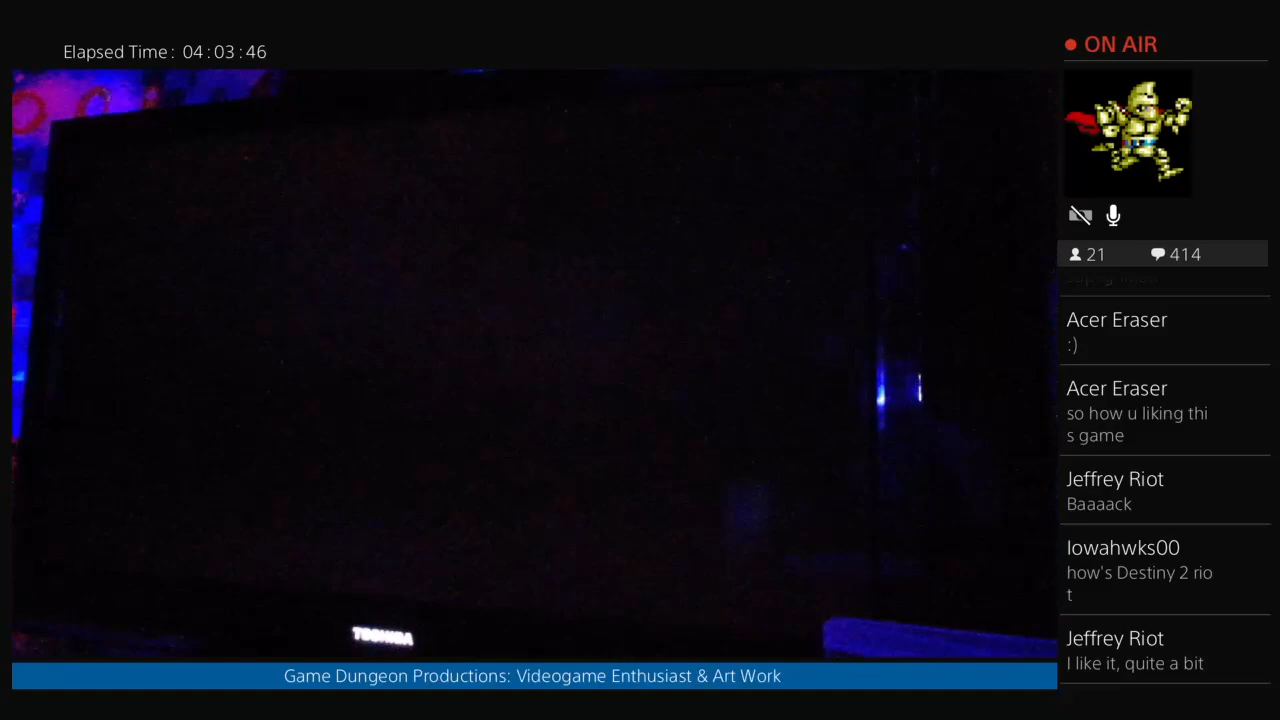 Elapsed Time: 04:03:46
ON AIR
21 414
Acer Eraser
:)
Acer Eraser
so how u liking thi
s game
Jeffrey Riot
Baaaack
Iowahwks00
how's Destiny 2 rio
t
Jeffrey Riot
I like it, quite a bit
TOSHIBA
Game Dungeon Productions: Videogame Enthusiast & Art Work